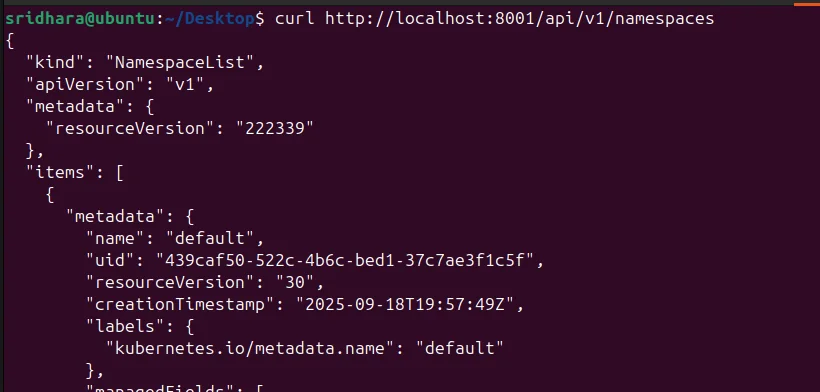 sridhara@ubuntu:~/Desktop$ curl http://localhost:8001/api/v1/namespaces
{
  "kind": "NamespaceList",
  "apiVersion": "v1",
  "metadata": {
    "resourceVersion": "222339"
  },
  "items": [
    {
      "metadata": {
        "name": "default",
        "uid": "439caf50-522c-4b6c-bed1-37c7ae3f1c5f",
        "resourceVersion": "30",
        "creationTimestamp": "2025-09-18T19:57:49Z",
        "labels": {
          "kubernetes.io/metadata.name": "default"
        },
        "managedFields": [